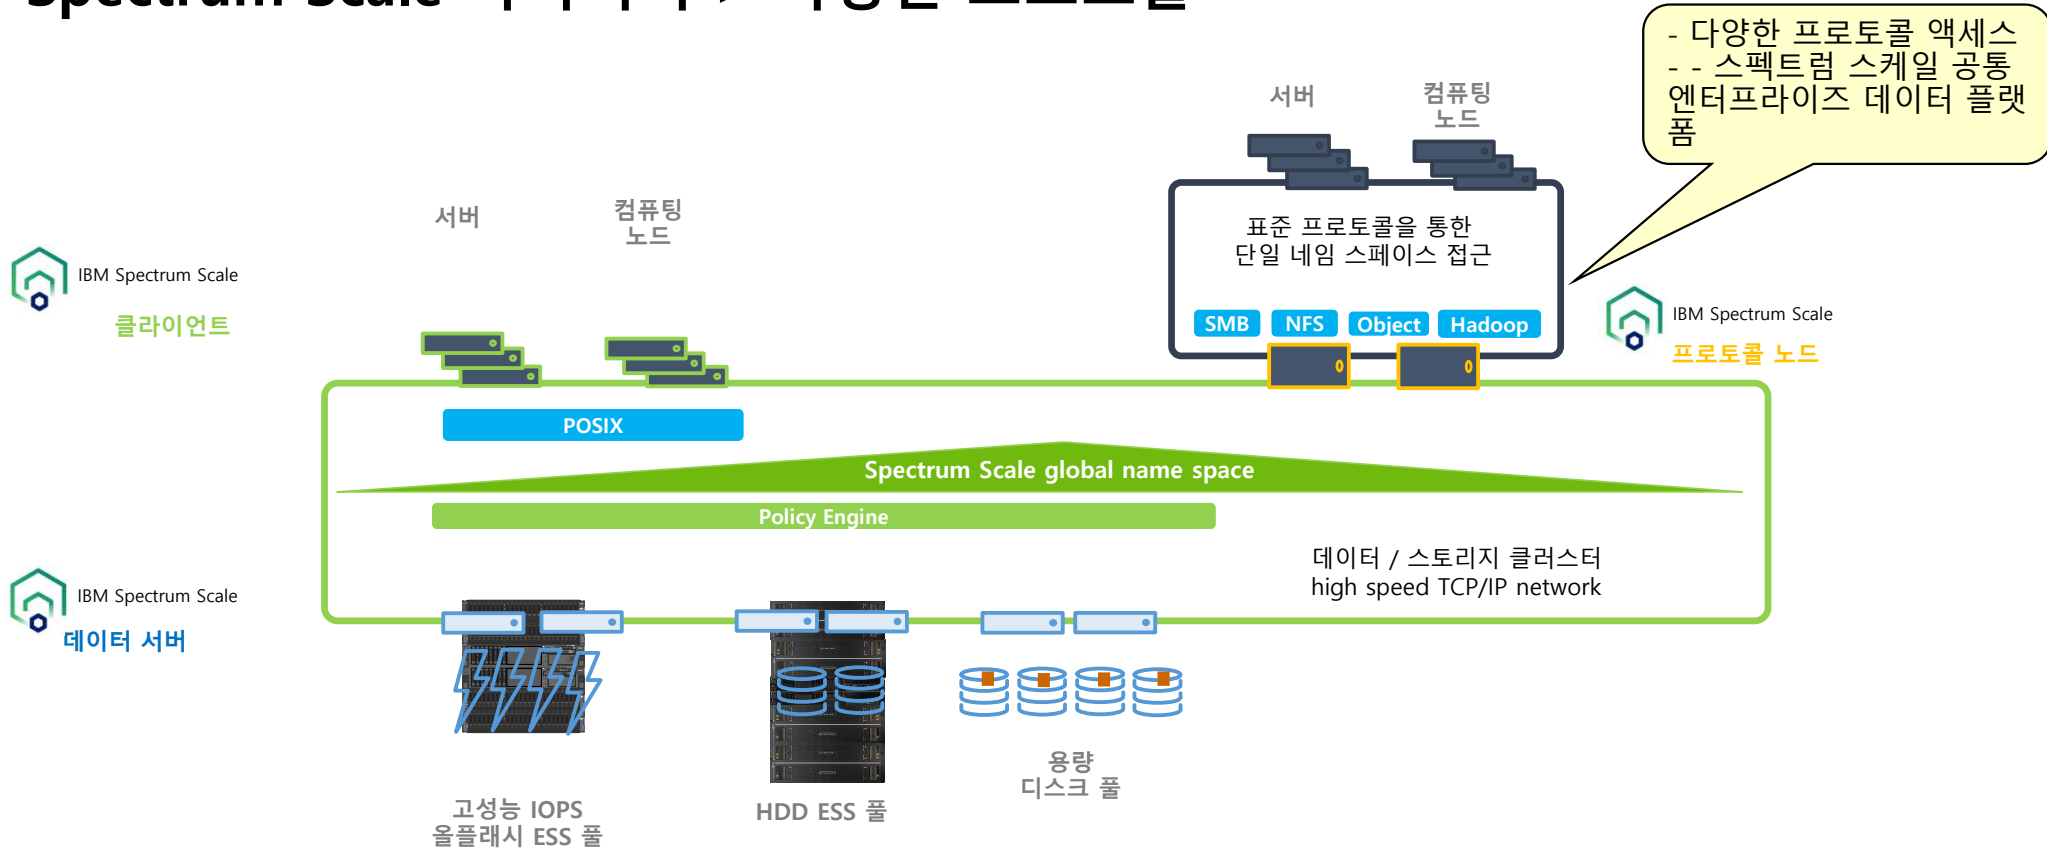 Spectrum Scale
- 다양한 프로토콜 액세스
- - 스펙트럼 스케일 공통
엔터프라이즈 데이터 플랫
폼
서버
컴퓨팅
노드
표준 프로토콜을 통한
단일 네임 스페이스 접근
SMB NFS Object Hadoop
IBM Spectrum Scale
프로토콜 노드
서버
컴퓨팅
노드
IBM Spectrum Scale
클라이언트
POSIX
Spectrum Scale global name space
Policy Engine
데이터 / 스토리지 클러스터
high speed TCP/IP network
IBM Spectrum Scale
데이터 서버
고성능 IOPS
올플래시 ESS 풀
HDD ESS 풀
용량
디스크 풀